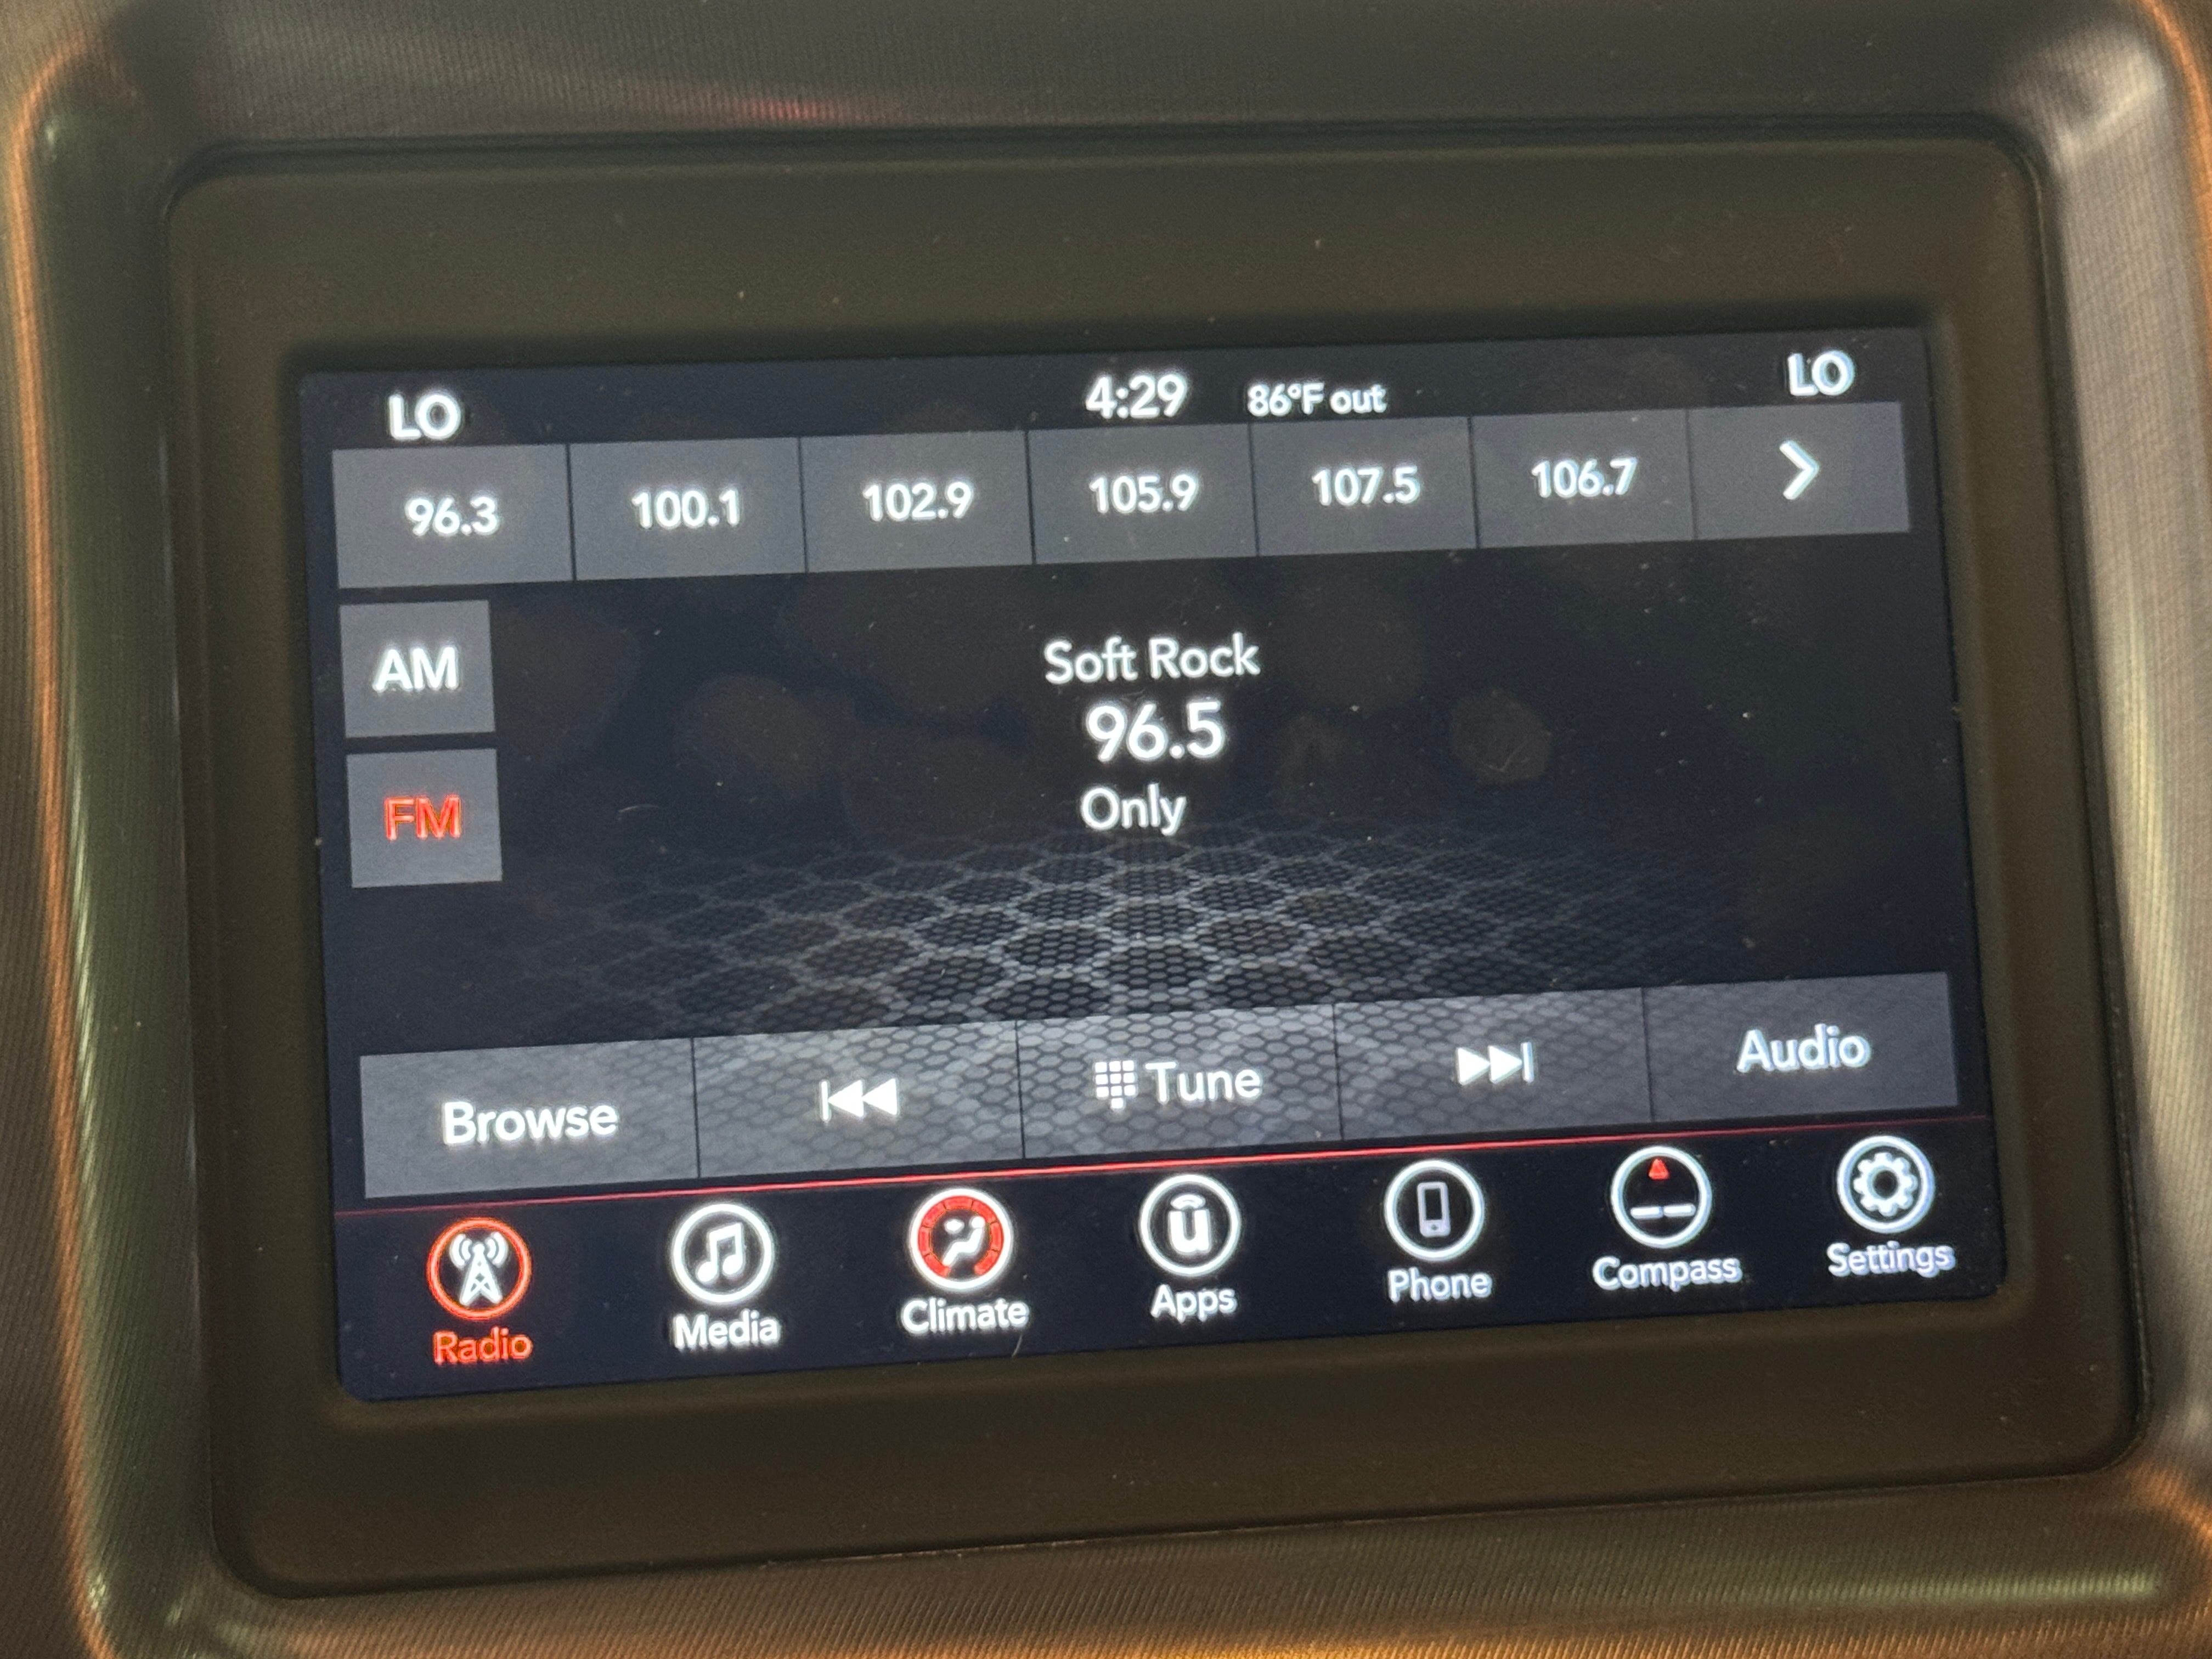 LO 4:29 86°F out LO
96.3 100.1 102.9 105.9 107.5 106.7
AM
Soft Rock
96.5
FM
Only
Browse Tune Audio
Radio Media Climate Apps Phone Compass Settings